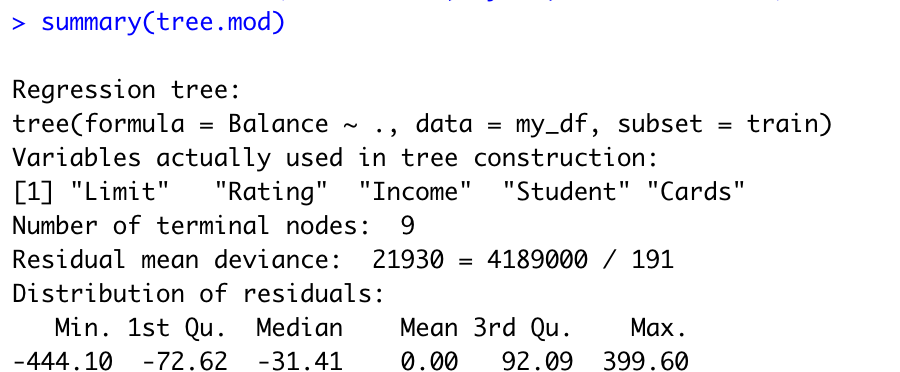 > summary(tree.mod)
Regression tree:
tree(formula = Balance ~ ., data = my_df, subset = train)
Variables actually used in tree construction:
[1] "Limit"   "Rating"  "Income"  "Student" "Cards"
Number of terminal nodes:  9
Residual mean deviance:  21930 = 4189000 / 191
Distribution of residuals:
   Min. 1st Qu.  Median    Mean 3rd Qu.    Max.
-444.10  -72.62  -31.41    0.00   92.09  399.60